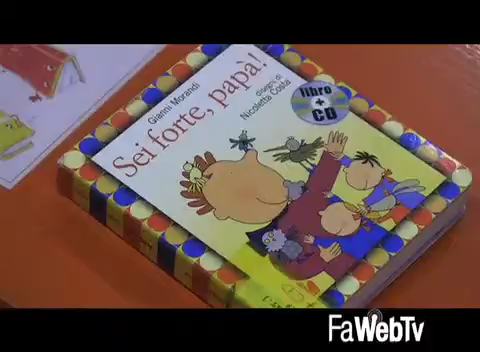 Gianni Morandi
Sei forte, papà!
disegni di
Nicoletta Costa
libro
+
CD
FaWebTv